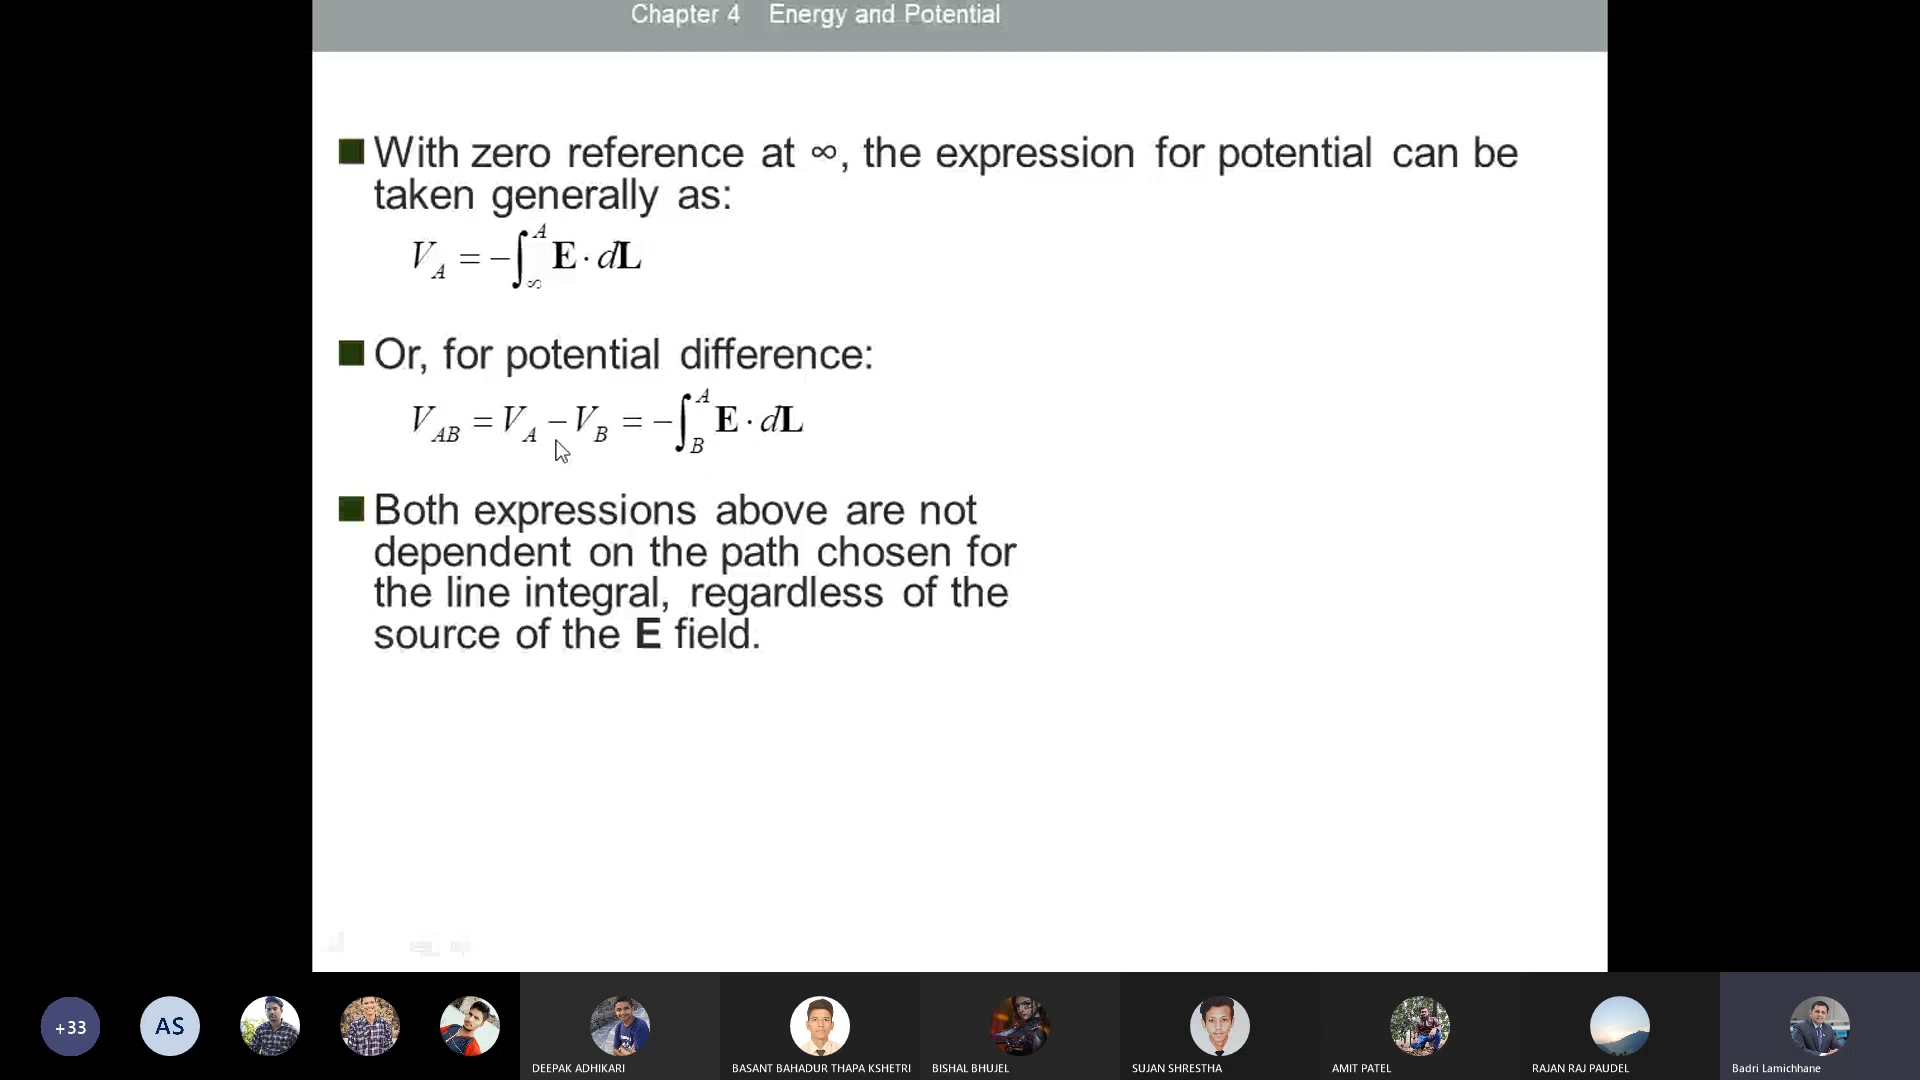 Chapter 4 Energy and Potential
With zero reference at ∞, the expression for potential can be
taken generally as:
V_A = -∫_∞^A E · dL
Or, for potential difference:
V_AB = V_A - V_B = -∫_B^A E · dL
Both expressions above are not
dependent on the path chosen for
the line integral, regardless of the
source of the E field.
+33
AS
DEEPAK ADHIKARI
BASANT BAHADUR THAPA KSHETRI
BISHAL BHUJEL
SUJAN SHRESTHA
AMIT PATEL
RAJAN RAJ PAUDEL
Badri Lamichhane